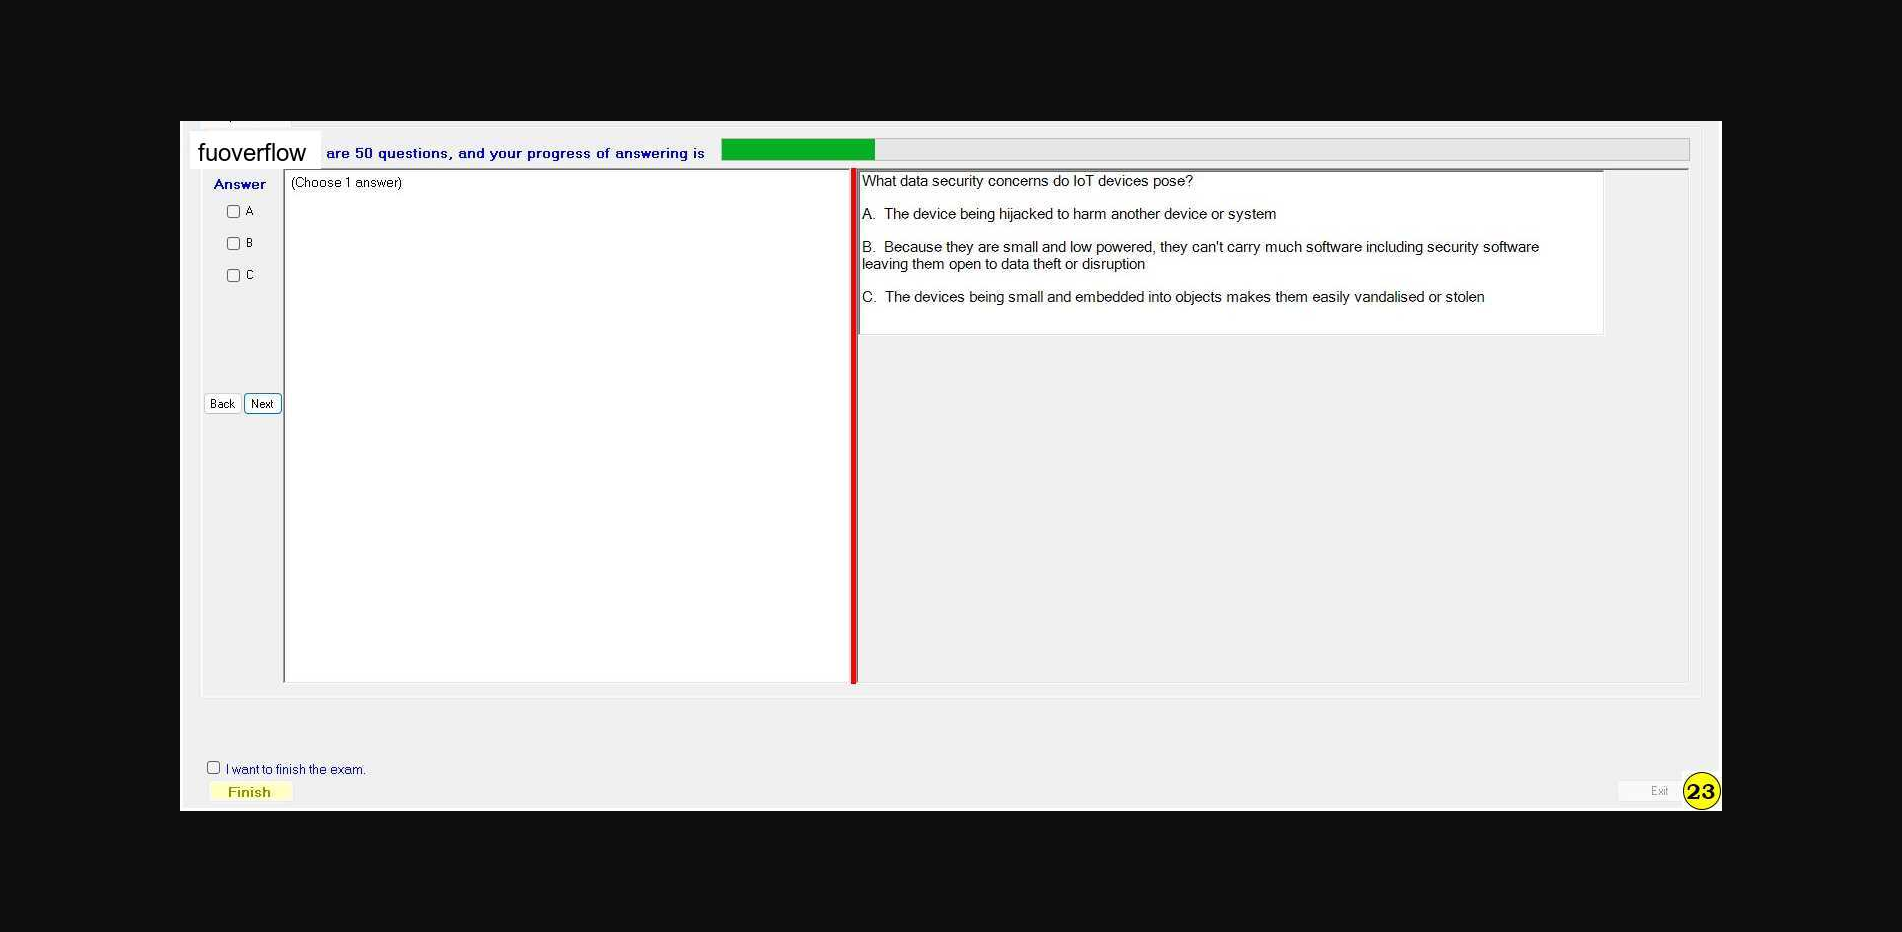 fuoverflow are 50 questions, and your progress of answering is
Answer
(Choose 1 answer)
A
B
C
Back Next
What data security concerns do IoT devices pose?
A. The device being hijacked to harm another device or system
B. Because they are small and low powered, they can't carry much software including security software
leaving them open to data theft or disruption
C. The devices being small and embedded into objects makes them easily vandalised or stolen
I want to finish the exam.
Finish
Exit
23